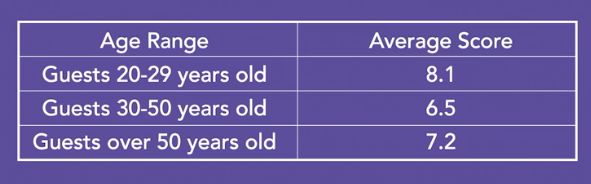 Age Range Average Score
Guests 20-29 years old 8.1
Guests 30-50 years old 6.5
Guests over 50 years old 7.2